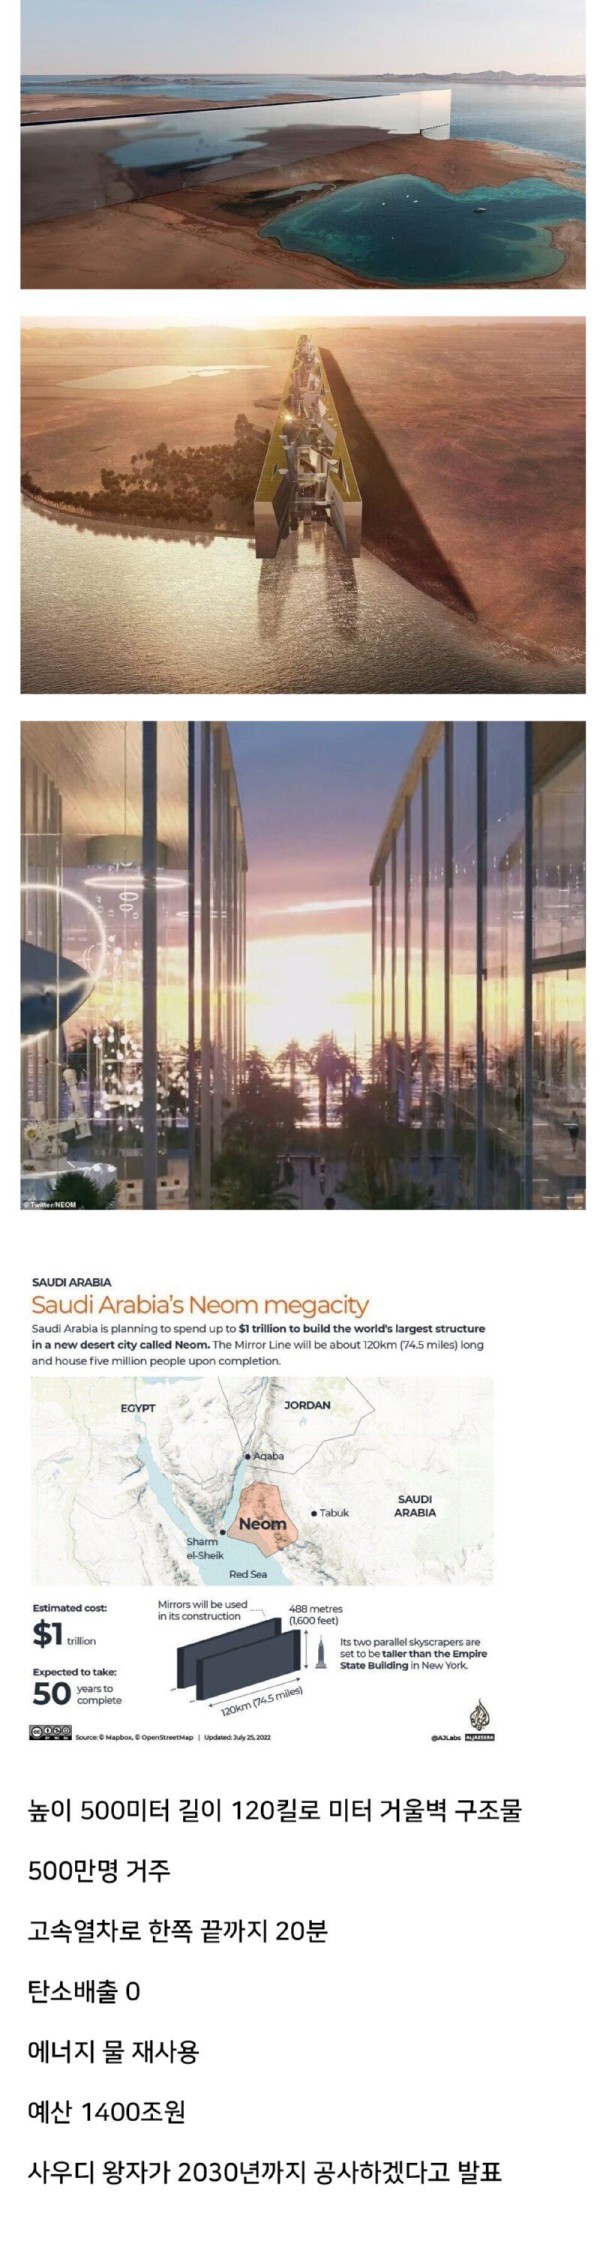 © Twitter/NEOM
SAUDI ARABIA
Saudi Arabia's Neom megacity
Saudi Arabia is planning to spend up to $1 trillion to build the world's largest structure
in a new desert city called Neom. The Mirror Line will be about 120km (74.5 miles) long
and house five million people upon completion.
EGYPT
JORDAN
Aqaba
SAUDI
ARABIA
Tabuk
Neom
Sharm
el-Sheik
Red Sea
Estimated cost:
$1 trillion
Expected to take:
50 years to
complete
Mirrors will be used
in its construction
488 metres
(1,600 feet)
120km (74.5 miles)
Its two parallel skyscrapers are
set to be taller than the Empire
State Building in New York.
Source: © Mapbox, © OpenStreetMap | Updated: July 25, 2022
@AJLabs ALJAZEERA
높이 500미터 길이 120킬로 미터 거울벽 구조물
500만명 거주
고속열차로 한쪽 끝까지 20분
탄소배출 0
에너지 물 재사용
예산 1400조원
사우디 왕자가 2030년까지 공사하겠다고 발표